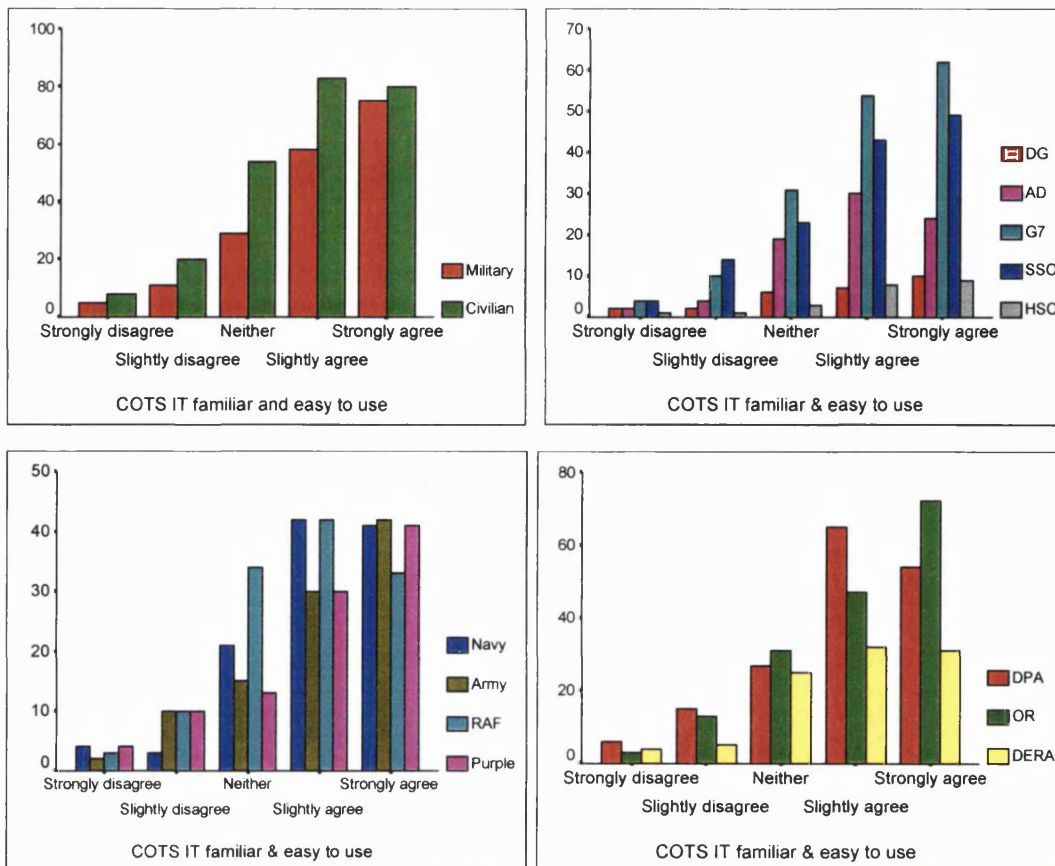 100
80
60
40
20
0
Strongly disagree
Neither
Strongly agree
Slightly disagree
Slightly agree
Military
Civilian
COTS IT familiar and easy to use
70
60
50
40
30
20
10
0
Strongly disagree
Neither
Strongly agree
Slightly disagree
Slightly agree
DG
AD
G7
SSO
HSO
COTS IT familiar & easy to use
50
40
30
20
10
0
Strongly disagree
Neither
Strongly agree
Slightly disagree
Slightly agree
Navy
Army
RAF
Purple
COTS IT familiar & easy to use
80
60
40
20
0
Strongly disagree
Neither
Strongly agree
Slightly disagree
Slightly agree
DPA
OR
DERA
COTS IT familiar & easy to use